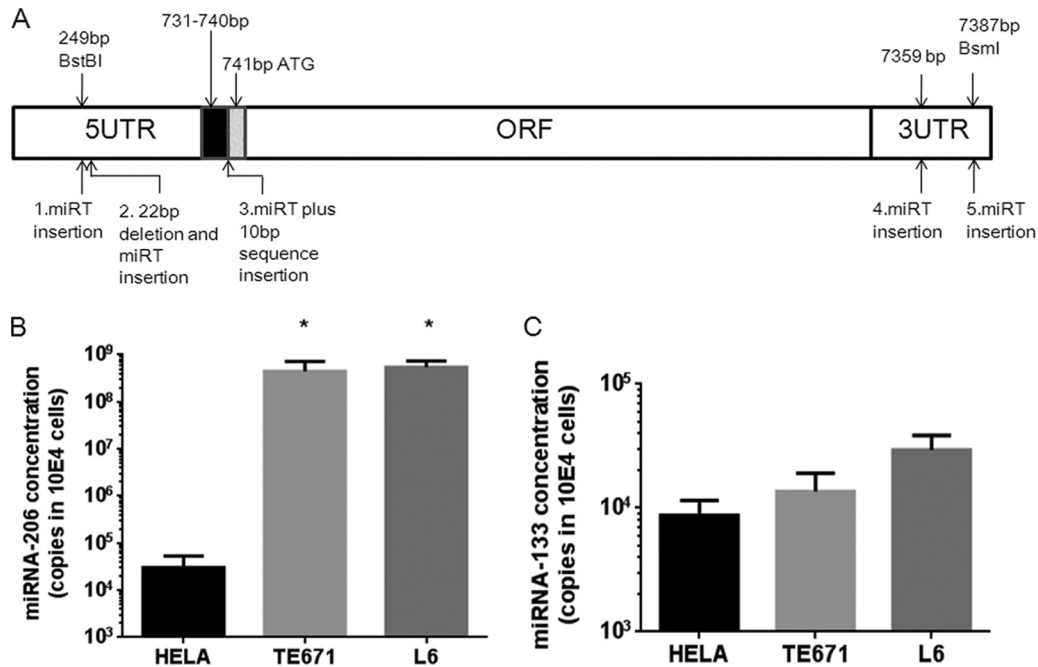 A
249bp
BstBI
731-740bp
741bp ATG
7359 bp
7387bp
BsmI
5UTR
ORF
3UTR
1.miRT
insertion
2. 22bp
deletion and
miRT
insertion
3.miRT plus
10bp
sequence
insertion
4.miRT
insertion
5.miRT
insertion
B
miRNA-206 concentration
(copies in 10E4 cells)
10⁹
10⁸
10⁷
10⁶
10⁵
10⁴
10³
* *
HELA TE671 L6
C
miRNA-133 concentration
(copies in 10E4 cells)
10⁵
10⁴
10³
HELA TE671 L6